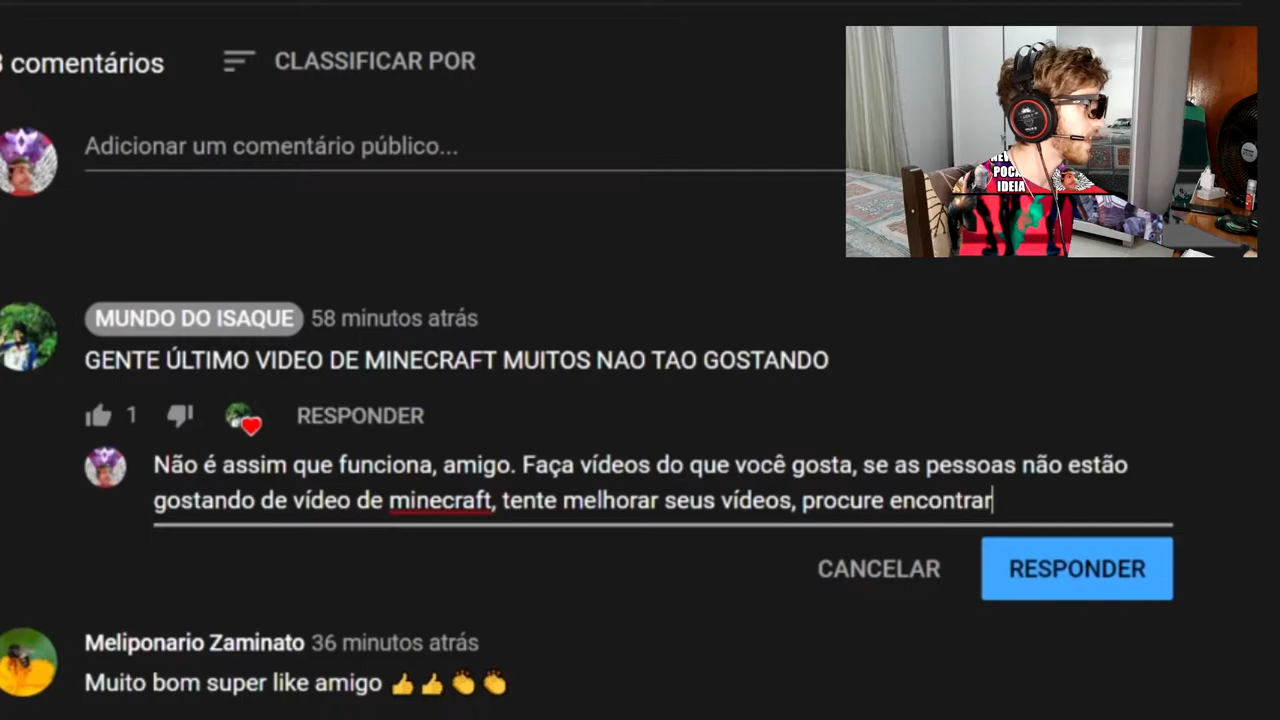 comentários
CLASSIFICAR POR
Adicionar um comentário público...
NEV
POCA
IDEIA
MUNDO DO ISAQUE 58 minutos atrás
GENTE ÚLTIMO VIDEO DE MINECRAFT MUITOS NAO TAO GOSTANDO
1 RESPONDER
Não é assim que funciona, amigo. Faça vídeos do que você gosta, se as pessoas não estão
gostando de vídeo de minecraft, tente melhorar seus vídeos, procure encontrar
CANCELAR RESPONDER
Meliponario Zaminato 36 minutos atrás
Muito bom super like amigo 👍👍👏👏